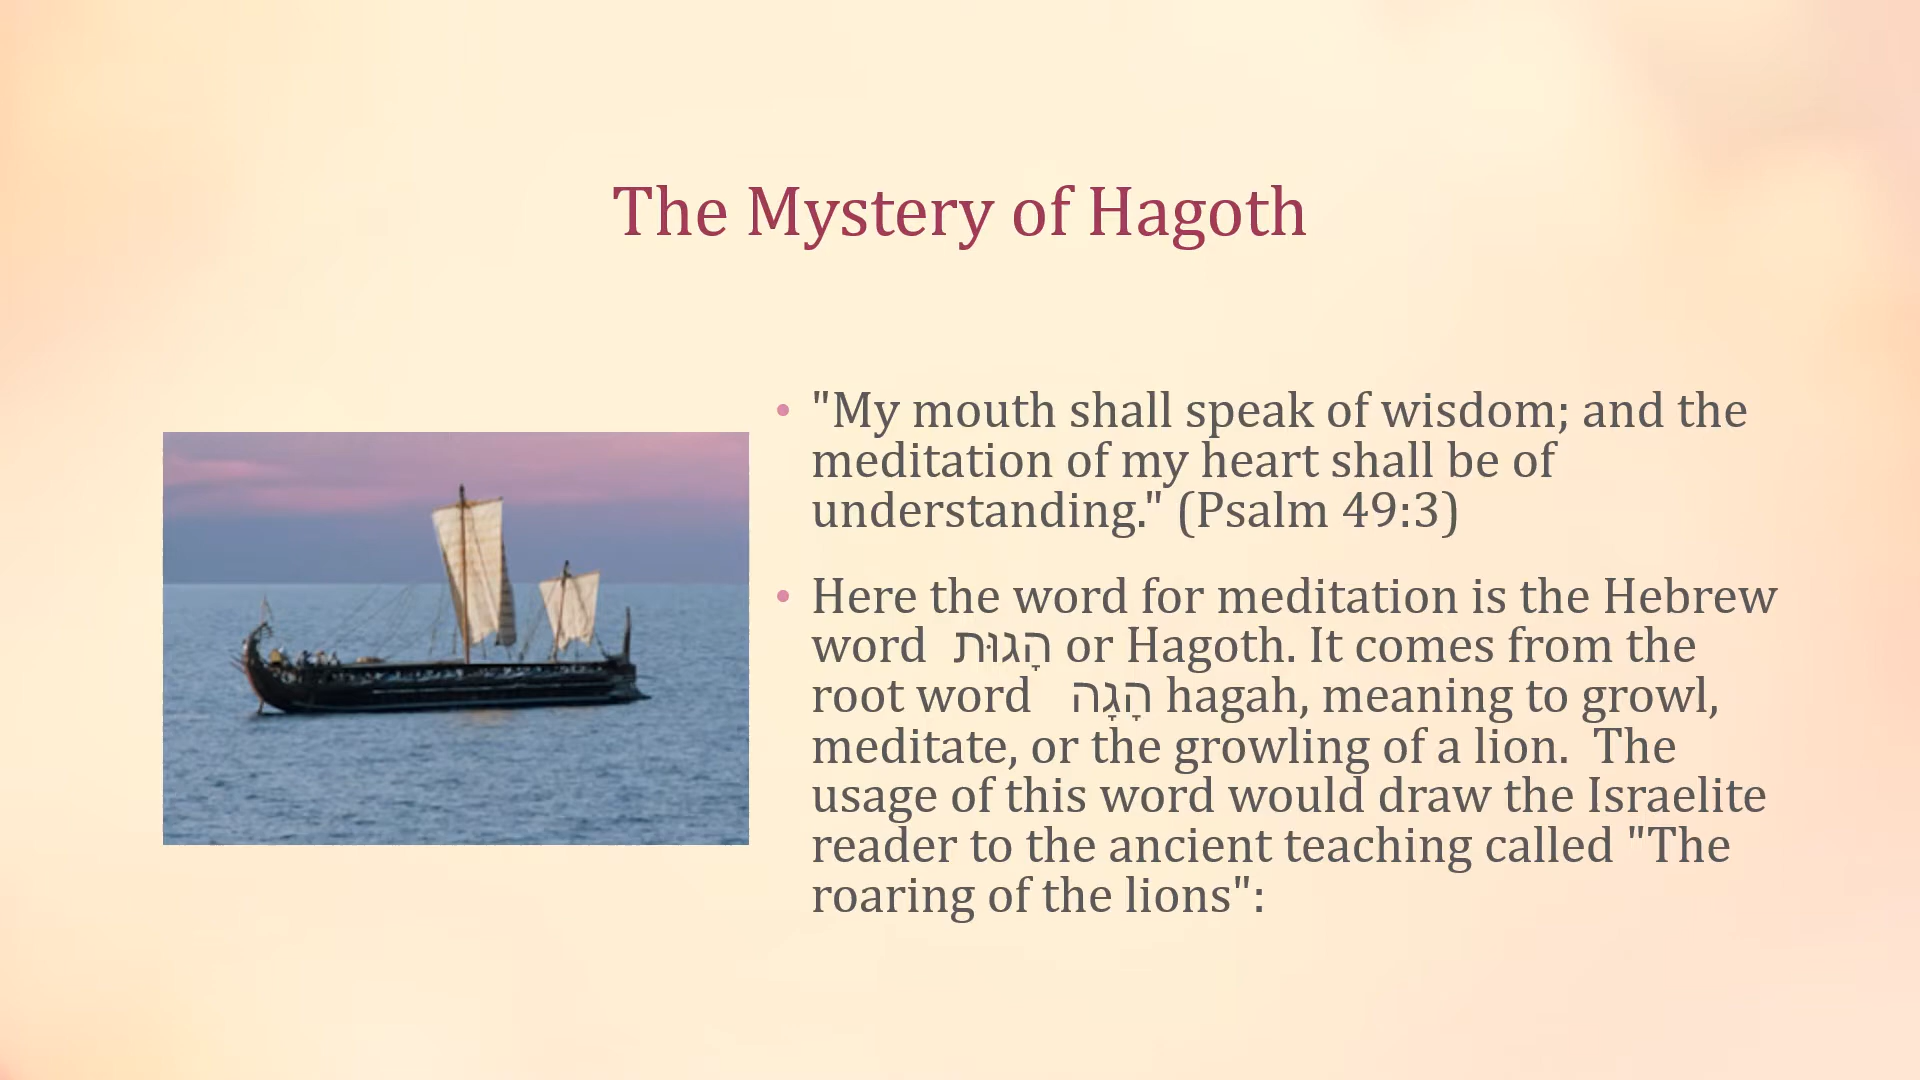 The Mystery of Hagoth
• "My mouth shall speak of wisdom; and the
meditation of my heart shall be of
understanding." (Psalm 49:3)
• Here the word for meditation is the Hebrew
word הָגוּת or Hagoth. It comes from the
root word הָגָה hagah, meaning to growl,
meditate, or the growling of a lion. The
usage of this word would draw the Israelite
reader to the ancient teaching called "The
roaring of the lions":